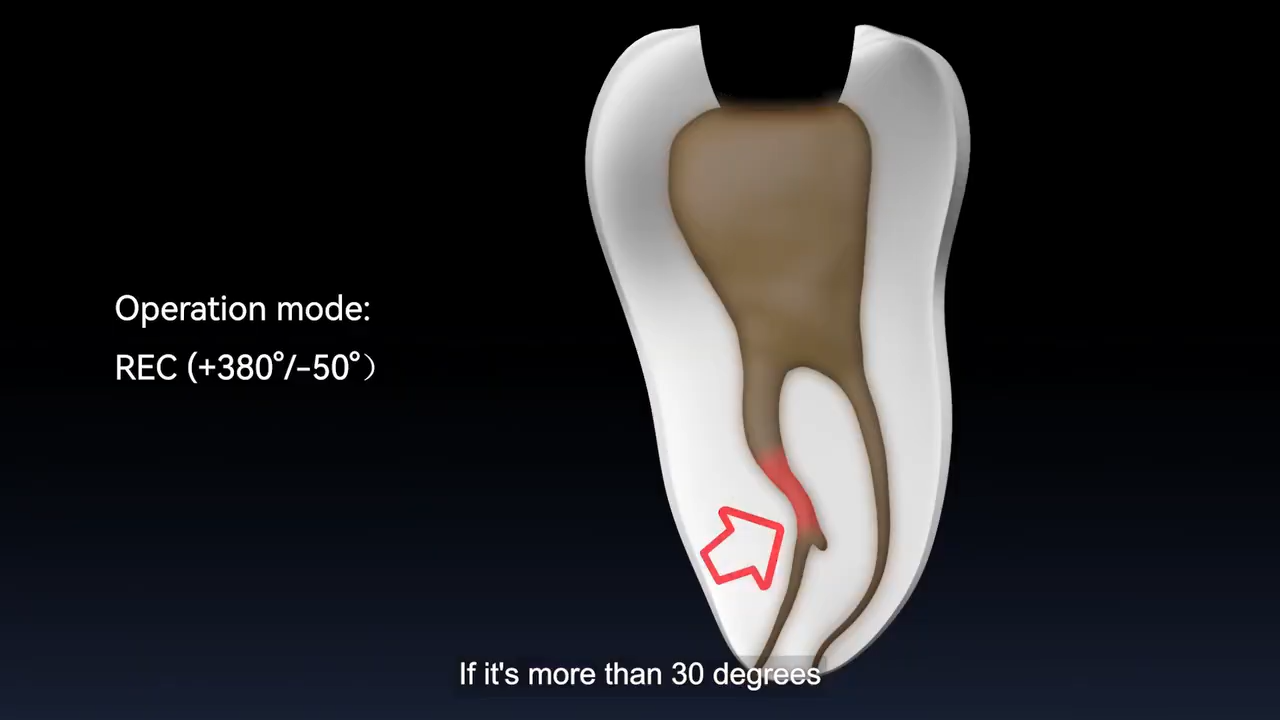 Operation mode:
REC (+380°/-50°）
If it's more than 30 degrees